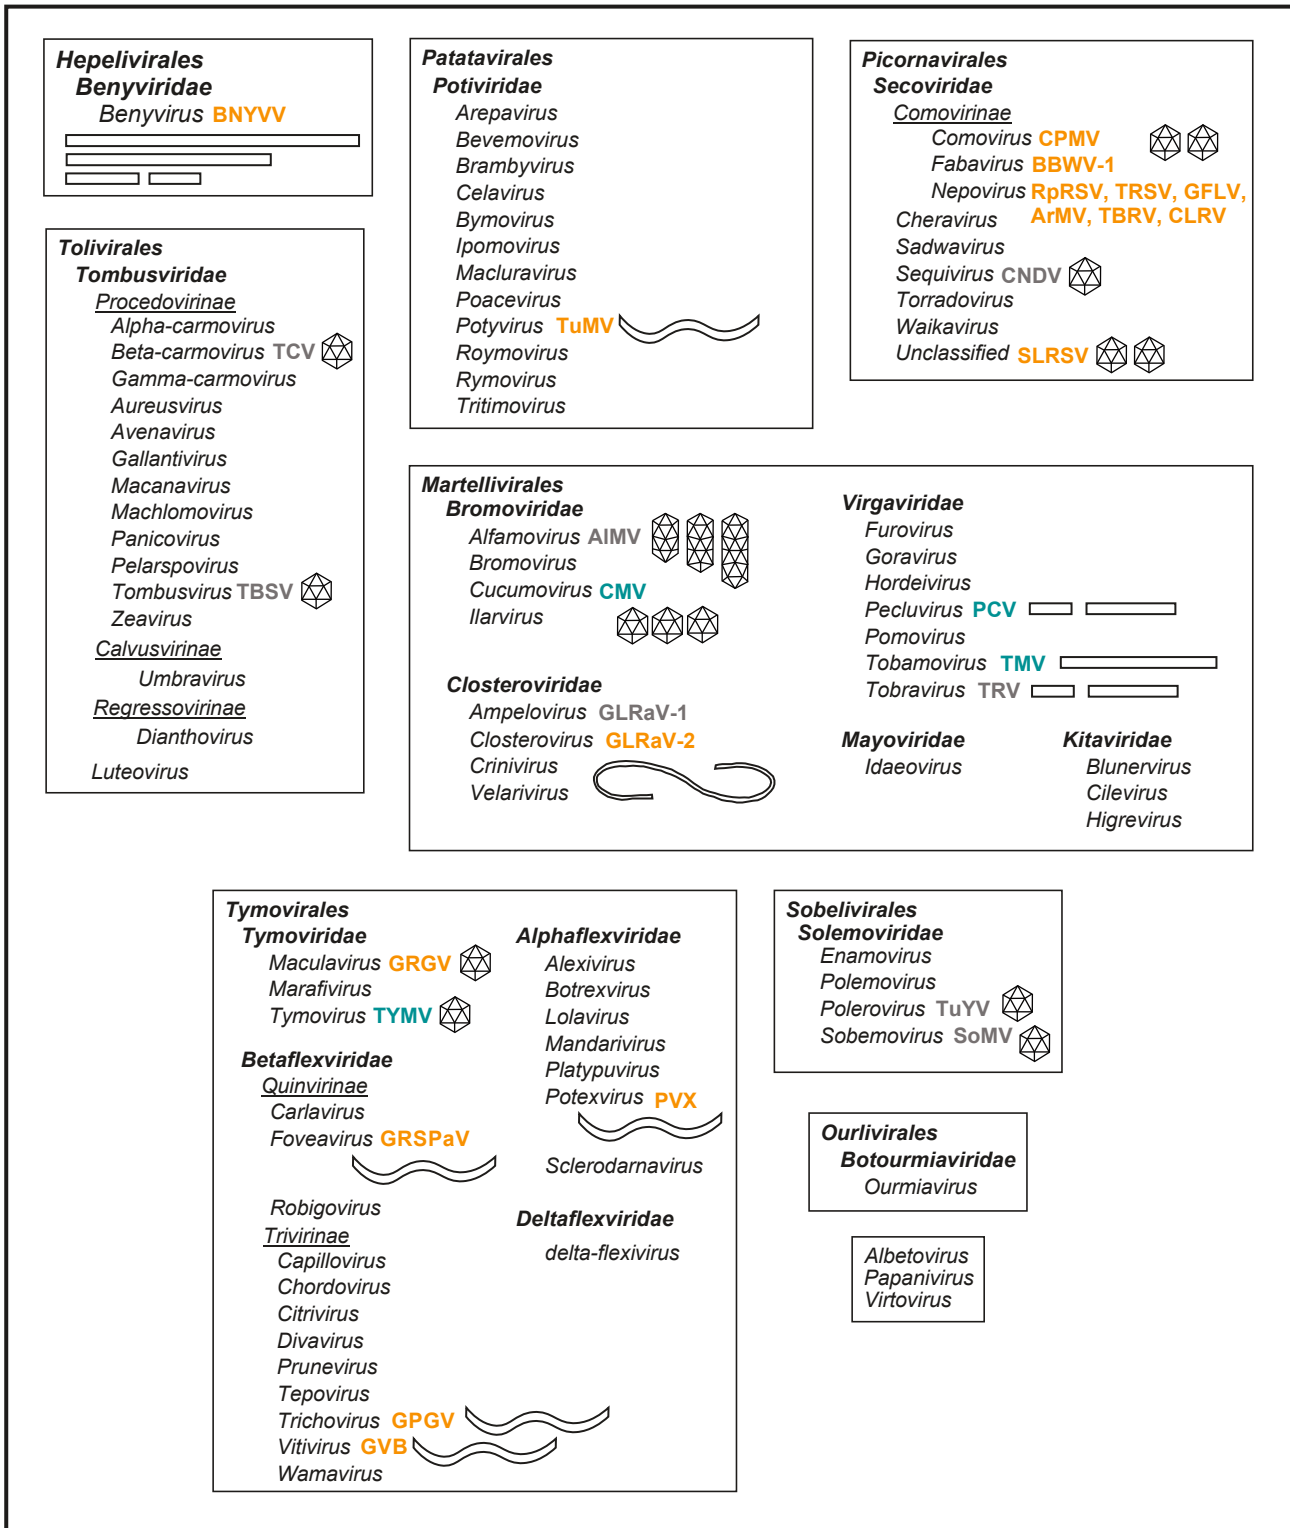 Hepelivirales
Benyviridae
Benyvirus BNYVV
Tolivirales
Tombusviridae
Procedovirinae
Alpha-carmovirus
Beta-carmovirus TCV
Gamma-carmovirus
Aureusvirus
Avenavirus
Gallantivirus
Macanavirus
Machlomovirus
Panicovirus
Pelarspovirus
Tombusvirus TBSV
Zeavirus
Calvusvirinae
Umbravirus
Regressovirinae
Dianthovirus
Luteovirus
Patatavirales
Potiviridae
Arepavirus
Bevemovirus
Brambyvirus
Celavirus
Bymovirus
Ipomovirus
Macluravirus
Poacevirus
Potyvirus TuMV
Roymovirus
Rymovirus
Tritimovirus
Picornavirales
Secoviridae
Comovirinae
Comovirus CPMV
Fabavirus BBWV-1
Nepovirus RpRSV, TRSV, GFLV,
ArMV, TBRV, CLRV
Cheravirus
Sadwavirus
Sequivirus CNDV
Torradovirus
Waikavirus
Unclassified SLRSV
Martellivirales
Bromoviridae
Alfamovirus AlMV
Bromovirus
Cucumovirus CMV
Ilarvirus
Closteroviridae
Ampelovirus GLRaV-1
Closterovirus GLRaV-2
Crinivirus
Velarivirus
Virgaviridae
Furovirus
Goravirus
Hordeivirus
Pecluvirus PCV
Pomovirus
Tobamovirus TMV
Tobravirus TRV
Mayoviridae
Idaeovirus
Kitaviridae
Blunervirus
Cilevirus
Higrevirus
Tymovirales
Tymoviridae
Maculavirus GRGV
Marafivirus
Tymovirus TYMV
Betaflexviridae
Quinvirinae
Carlavirus
Foveavirus GRSPaV
Robigovirus
Trivirinae
Capillovirus
Chordovirus
Citrivirus
Divavirus
Prunevirus
Tepovirus
Trichovirus GPGV
Vitivirus GVB
Wamavirus
Alphaflexviridae
Alexivirus
Botrexvirus
Lolavirus
Mandarivirus
Platypuvirus
Potexvirus PVX
Sclerodarnavirus
Deltaflexviridae
delta-flexivirus
Sobelivirales
Solemoviridae
Enamovirus
Polemovirus
Polerovirus TuYV
Sobemovirus SoMV
Ourlivirales
Botourmiaviridae
Ourmiavirus
Albetovirus
Papanivirus
Virtovirus